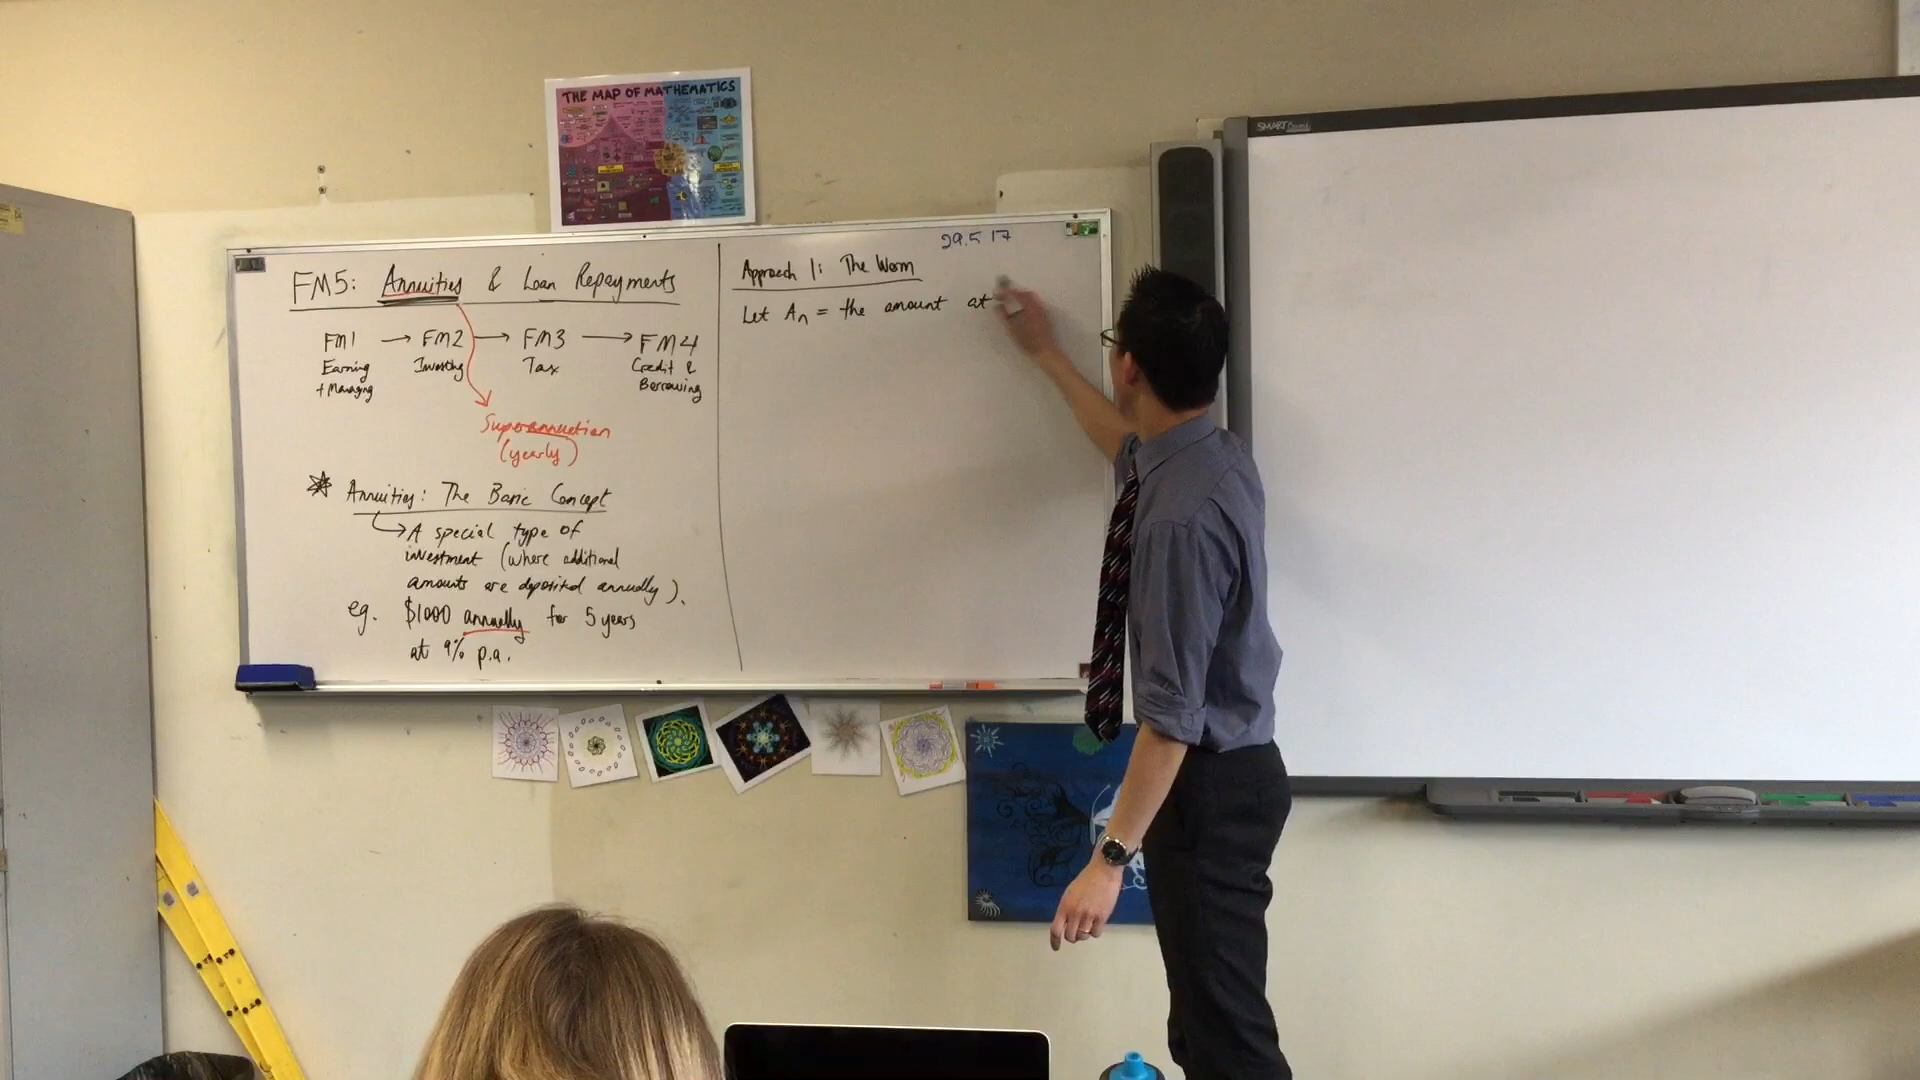 THE MAP OF MATHEMATICS
SMART Board
FM5: Annuities & Loan Repayments
FM1 → FM2 → FM3 → FM4
Earning + Managing
Investing
Tax
Credit & Borrowing
Superannuation
(yearly)
Annuities: The Basic Concept
A special type of
investment (where additional
amounts are deposited annually).
eg. $1000 annually for 5 years
at 9% p.a.
29.5.17
Approach 1: The Worm
Let An = the amount at